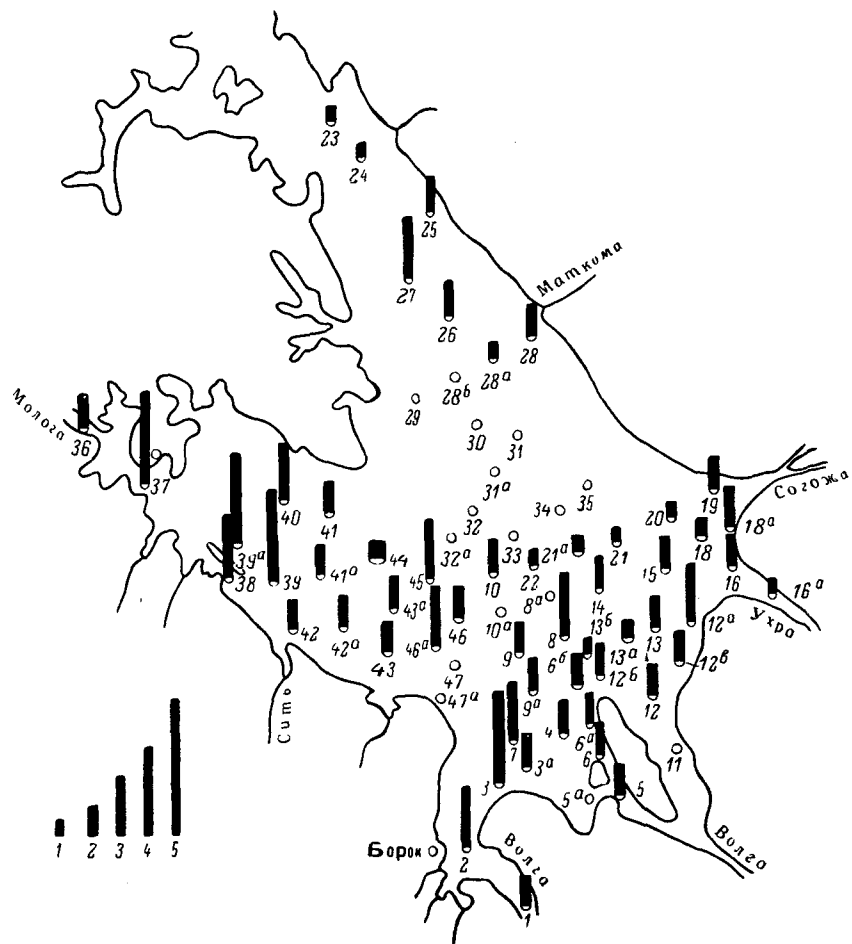 23
24
25
27
Маткома
26
28
28а
28б
29
Молога
36
30
31
37
31а
35
19
Согожа
40
34
41
32
20
18а
39а
32а
33
21а
21
18
38
39
41а
44
45
10
22
15
16
16а
14
8а
43а
10а
Ухра
42
42а
43
46а
46
8
13б
13
12а
9
13а
12в
6б
12б
47
47а
9а
12
Сить
4
6а
7
6
11
3
3а
5а
5
Волга
1
2
3
4
5
Борок
2
Волга
1